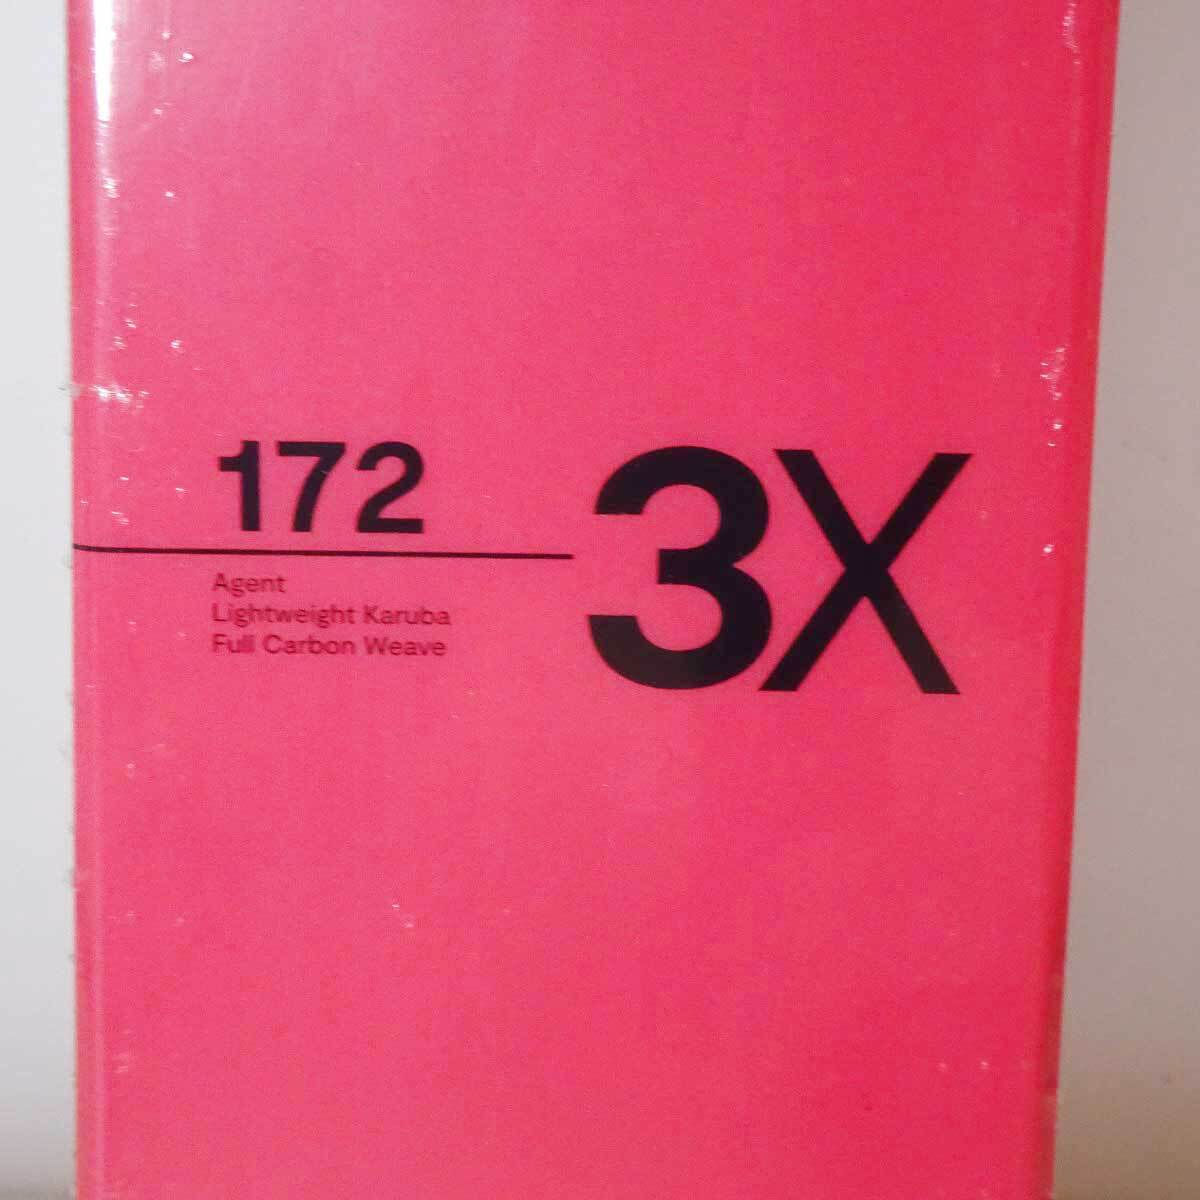 172
3X
Agent
Lightweight Karuba
Full Carbon Weave